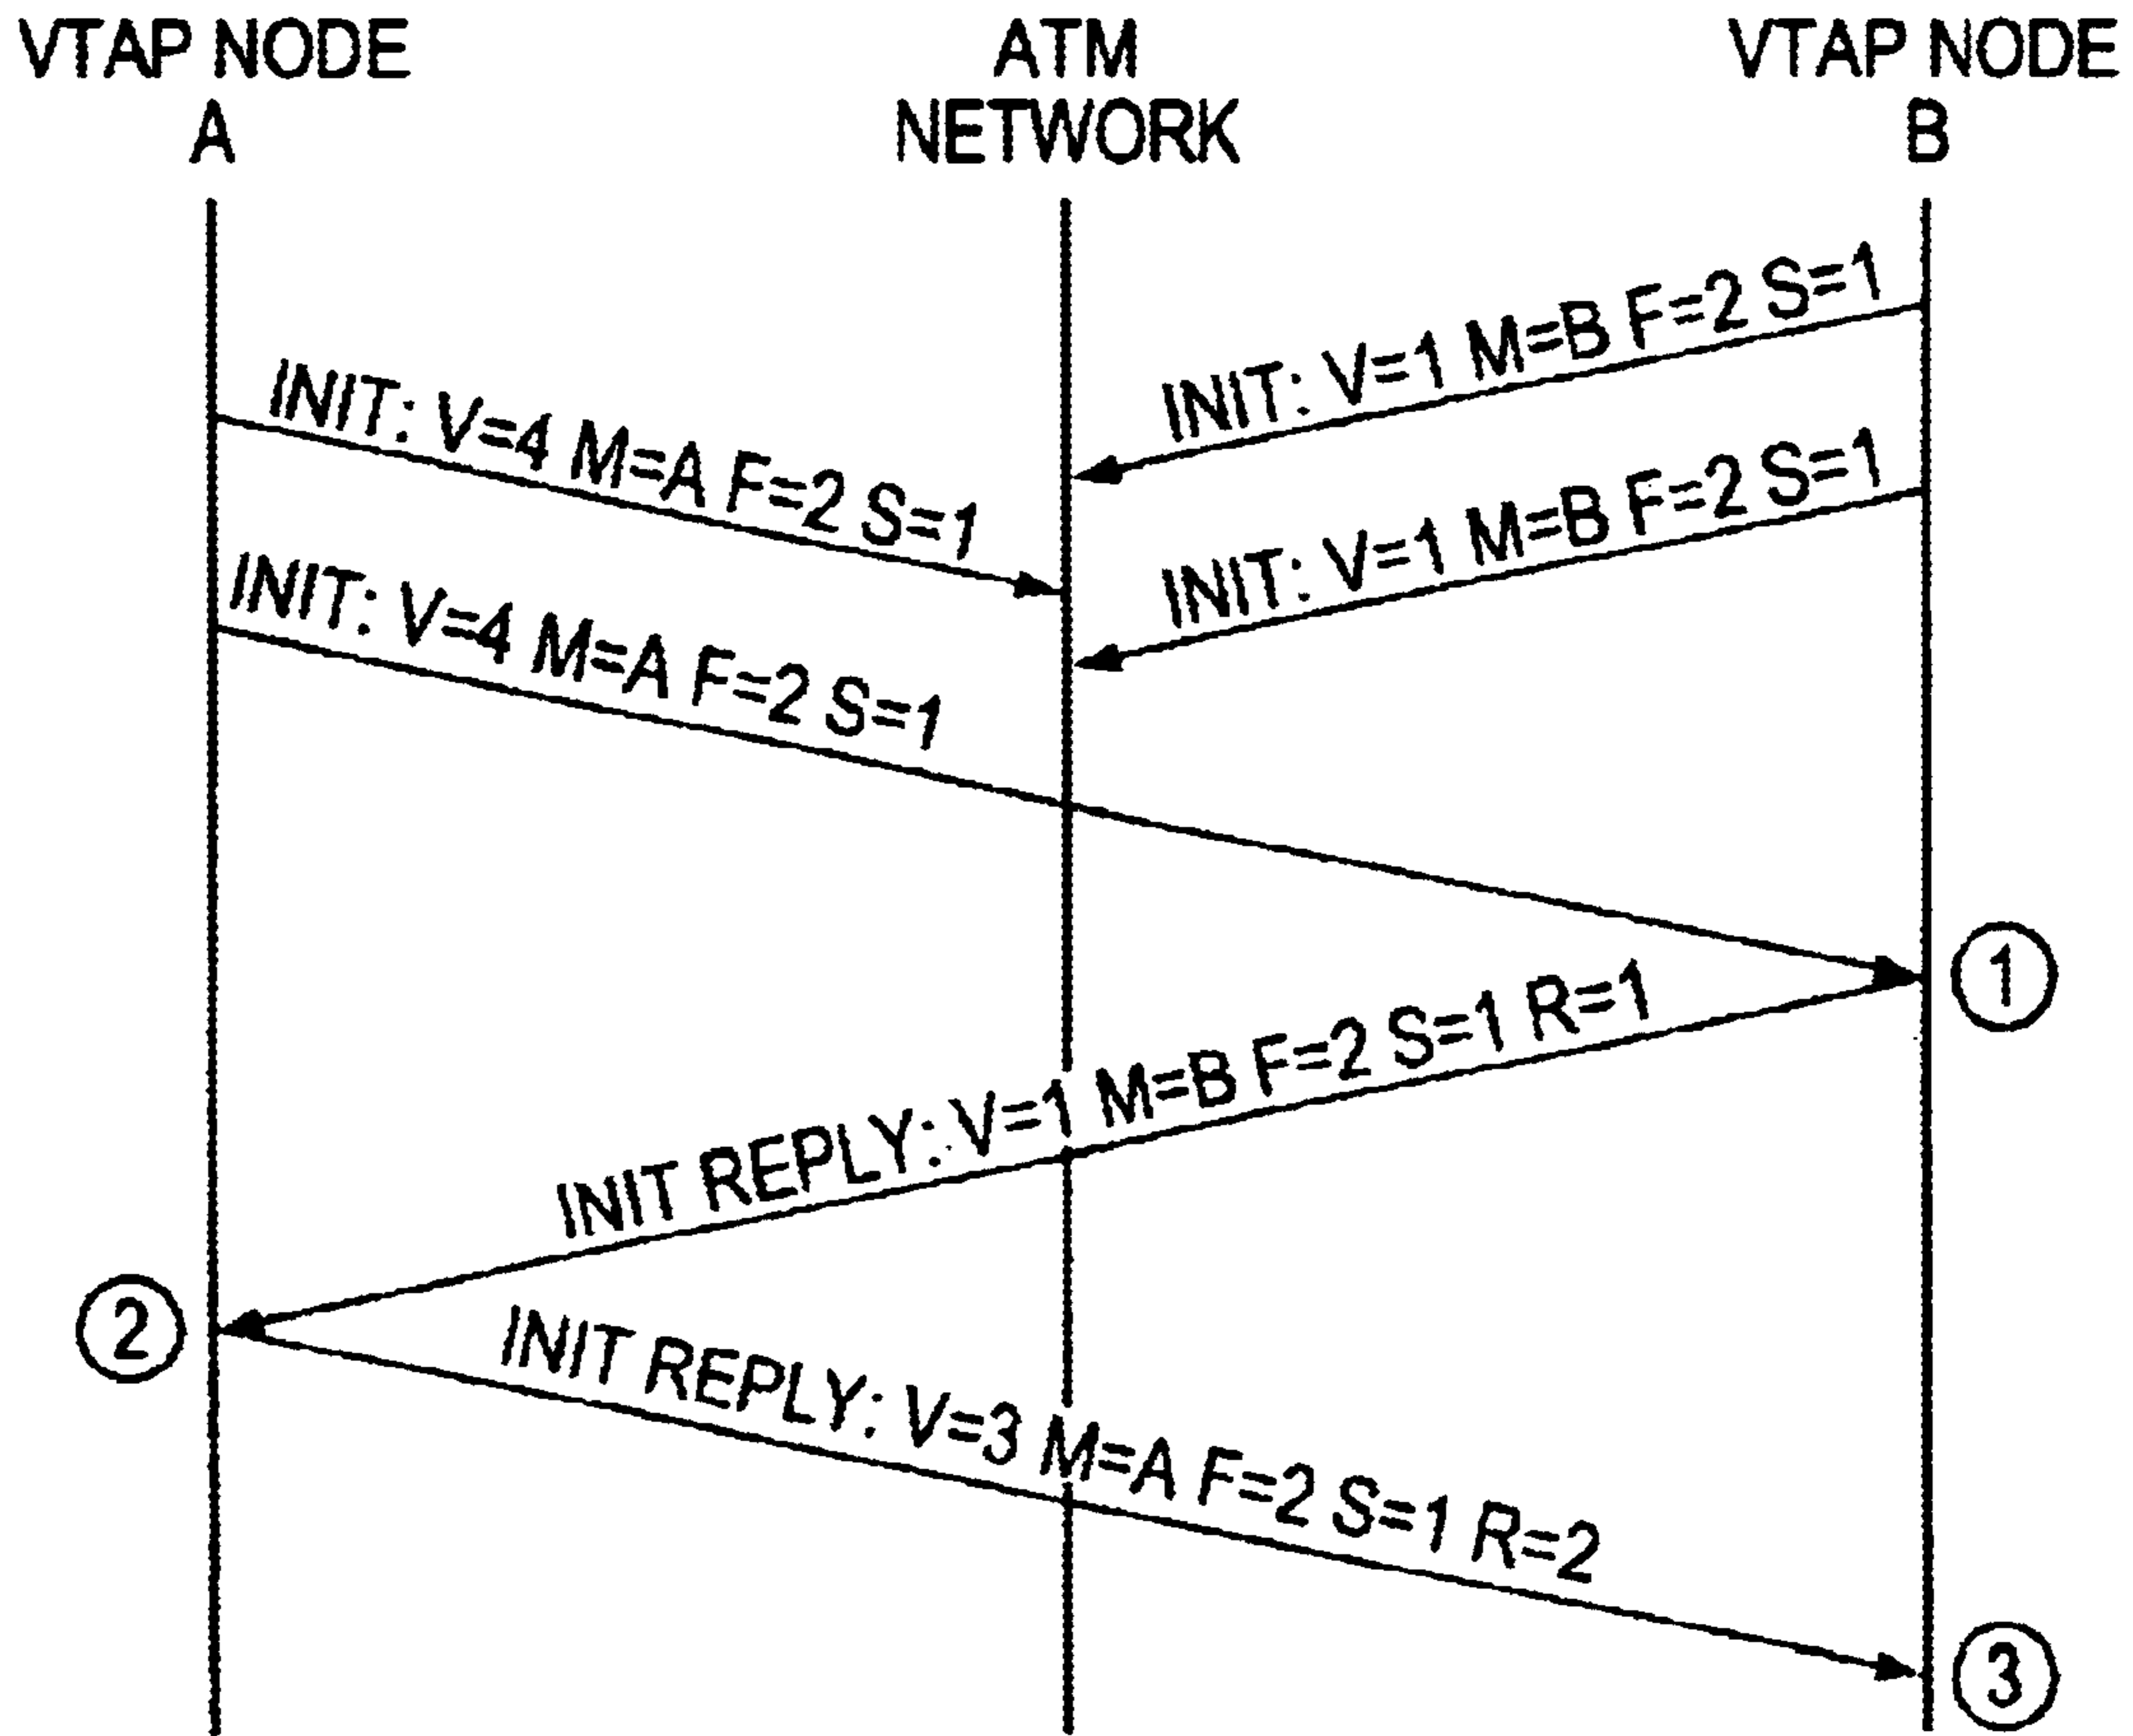 VTAP NODE
A
ATM
NETWORK
VTAP NODE
B
INIT: V=1 M=B F=2 S=1
INIT: V=4 M=A F=2 S=1
INIT: V=1 M=B F=2 S=1
INIT: V=4 M=A F=2 S=1
1
INIT REPLY: V=1 M=B F=2 S=1 R=1
2
INIT REPLY: V=3 M=A F=2 S=1 R=2
3